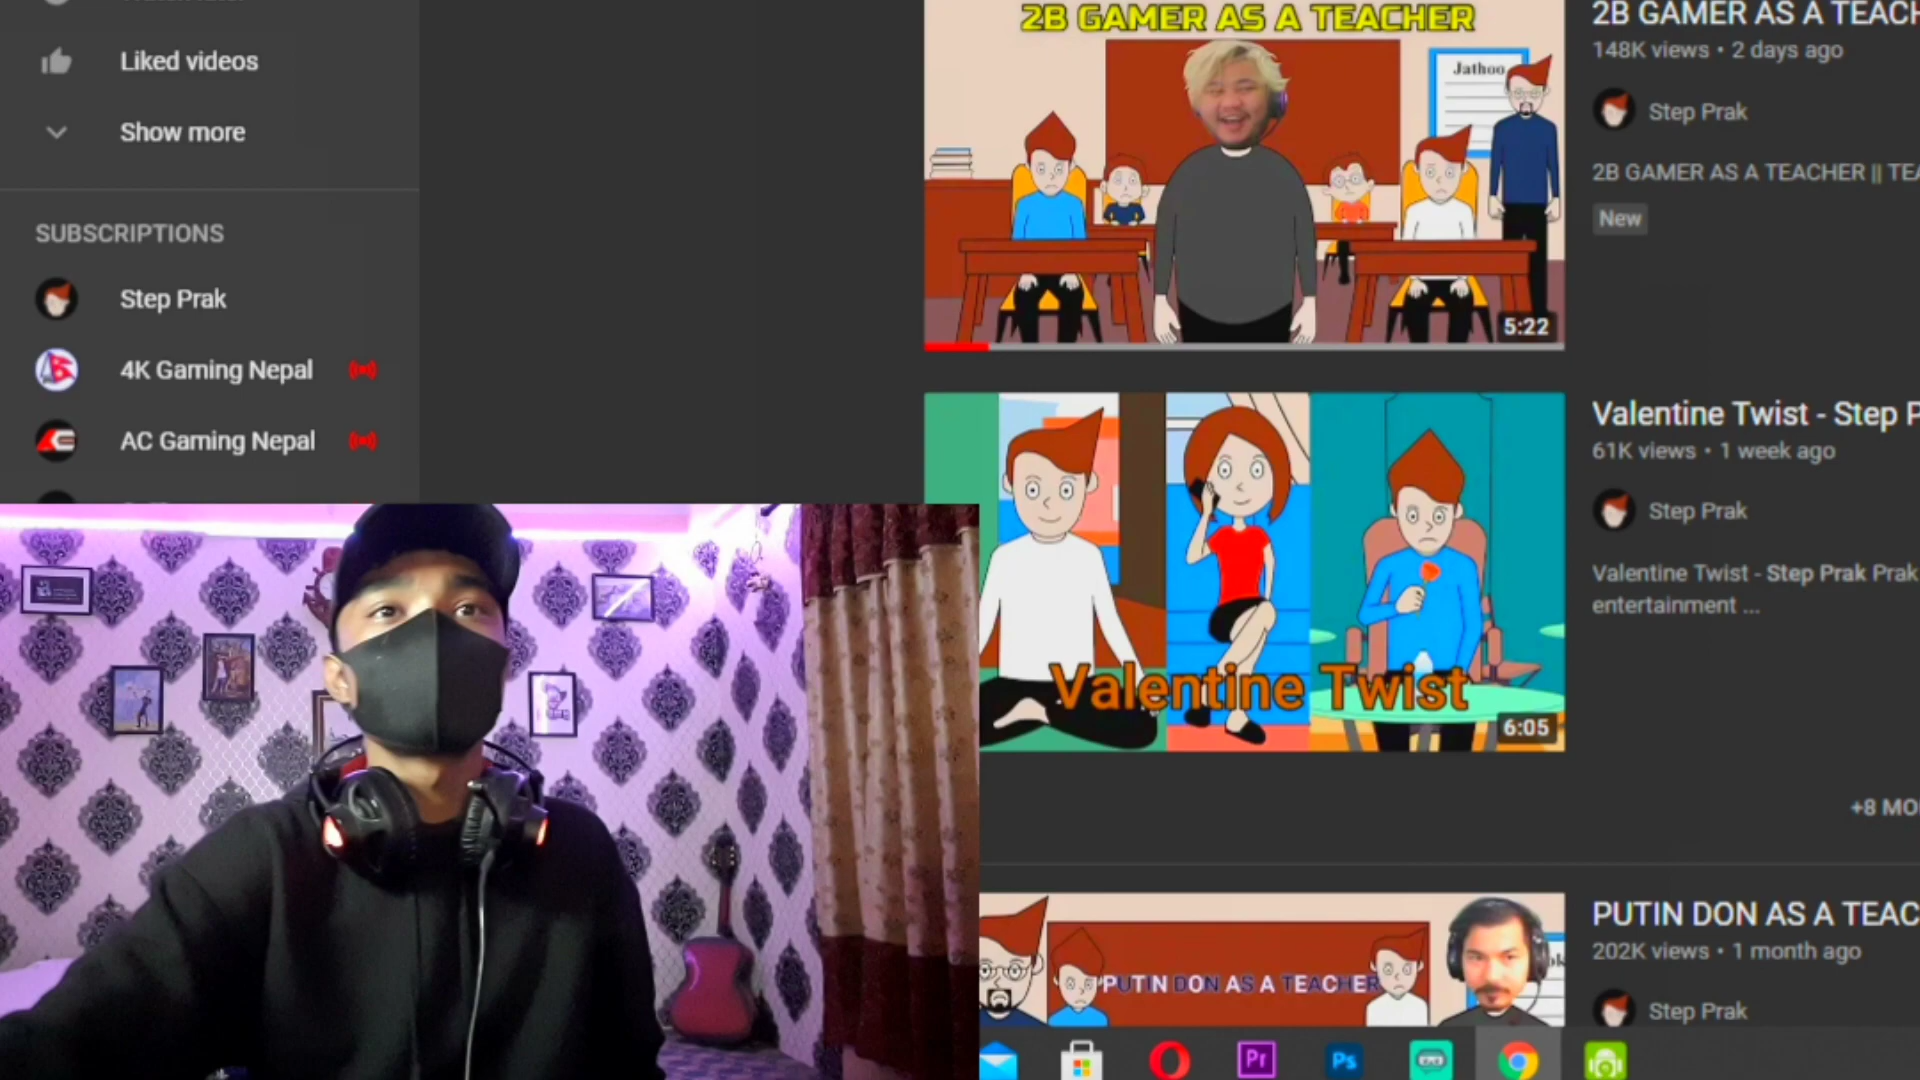 Liked videos
Show more
SUBSCRIPTIONS
Step Prak
4K Gaming Nepal
AC Gaming Nepal
2B GAMER AS A TEACHER
Jathoo
5:22
2B GAMER AS A TEACH
148K views • 2 days ago
Step Prak
2B GAMER AS A TEACHER || TEA
New
Valentine Twist
6:05
Valentine Twist - Step P
61K views • 1 week ago
Step Prak
Valentine Twist - Step Prak Prak
entertainment ...
+8 MO
PUTIN DON AS A TEACHER
PUTIN DON AS A TEAC
202K views • 1 month ago
Step Prak
Pr
Ps